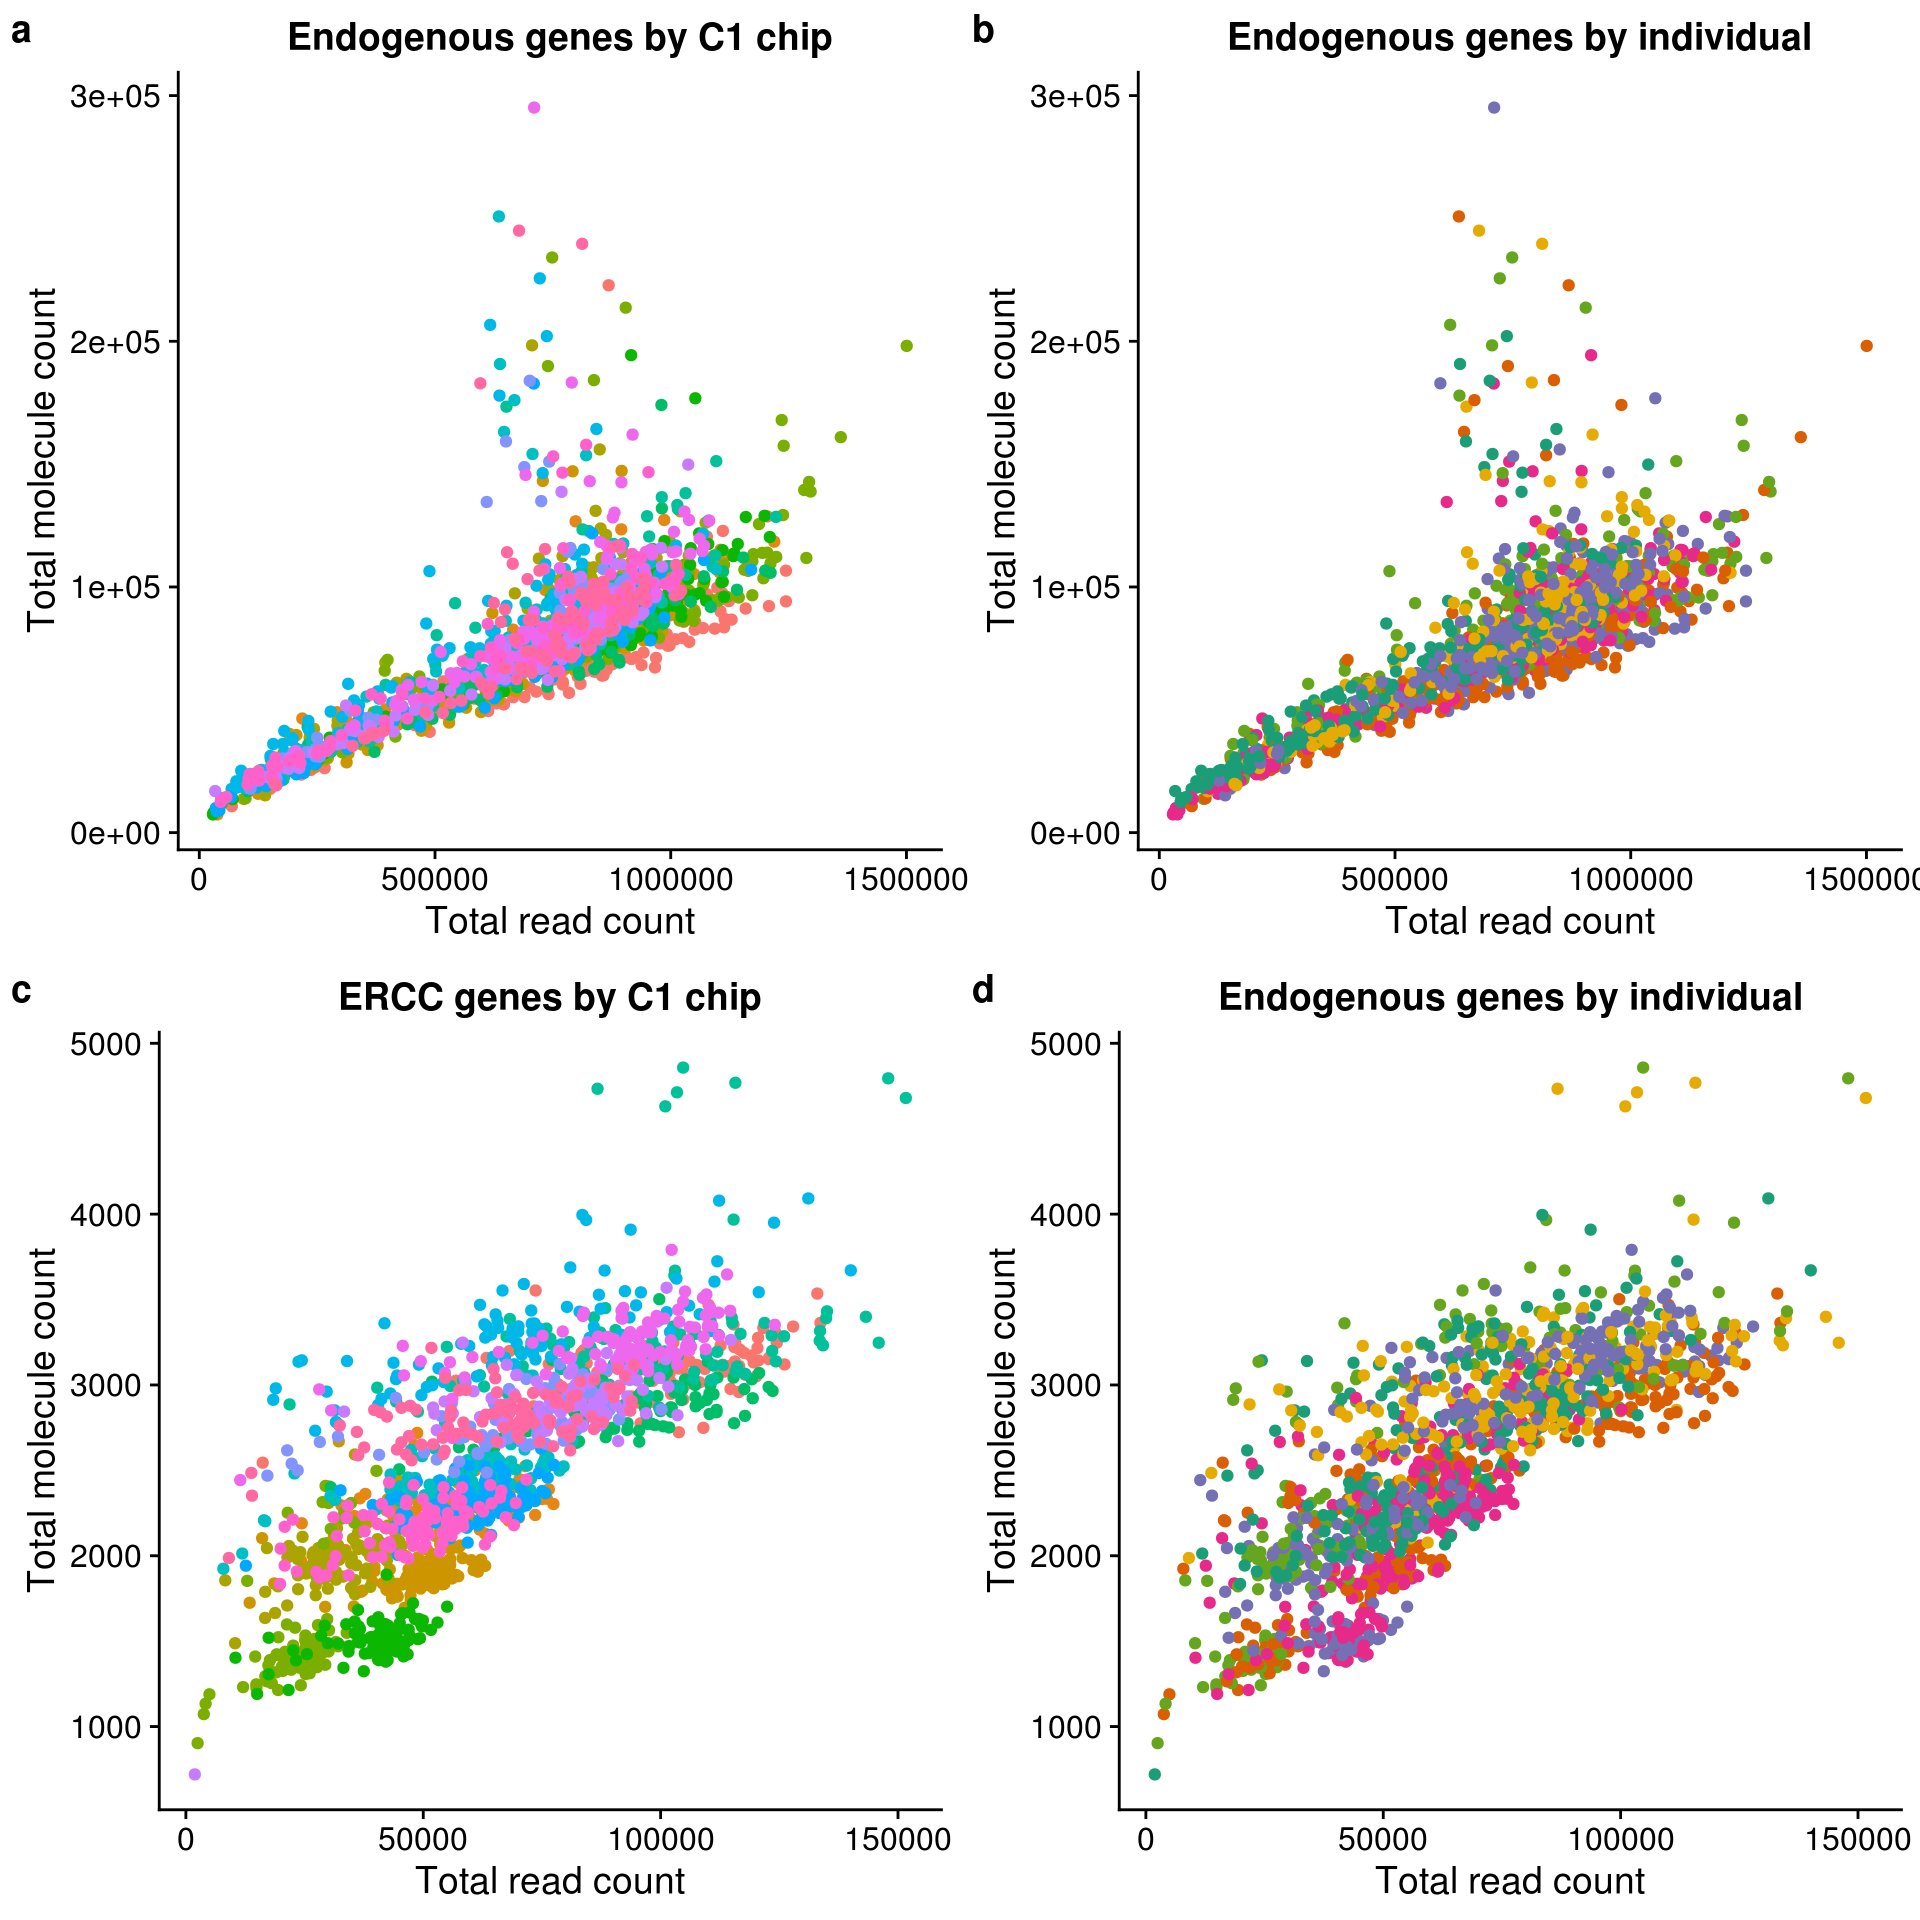 a
Endogenous genes by C1 chip
Total molecule count
3e+05
2e+05
1e+05
0e+00
0 500000 1000000 1500000
Total read count
b
Endogenous genes by individual
Total molecule count
3e+05
2e+05
1e+05
0e+00
0 500000 1000000 1500000
Total read count
c
ERCC genes by C1 chip
Total molecule count
5000
4000
3000
2000
1000
0 50000 100000 150000
Total read count
d
Endogenous genes by individual
Total molecule count
5000
4000
3000
2000
1000
0 50000 100000 150000
Total read count